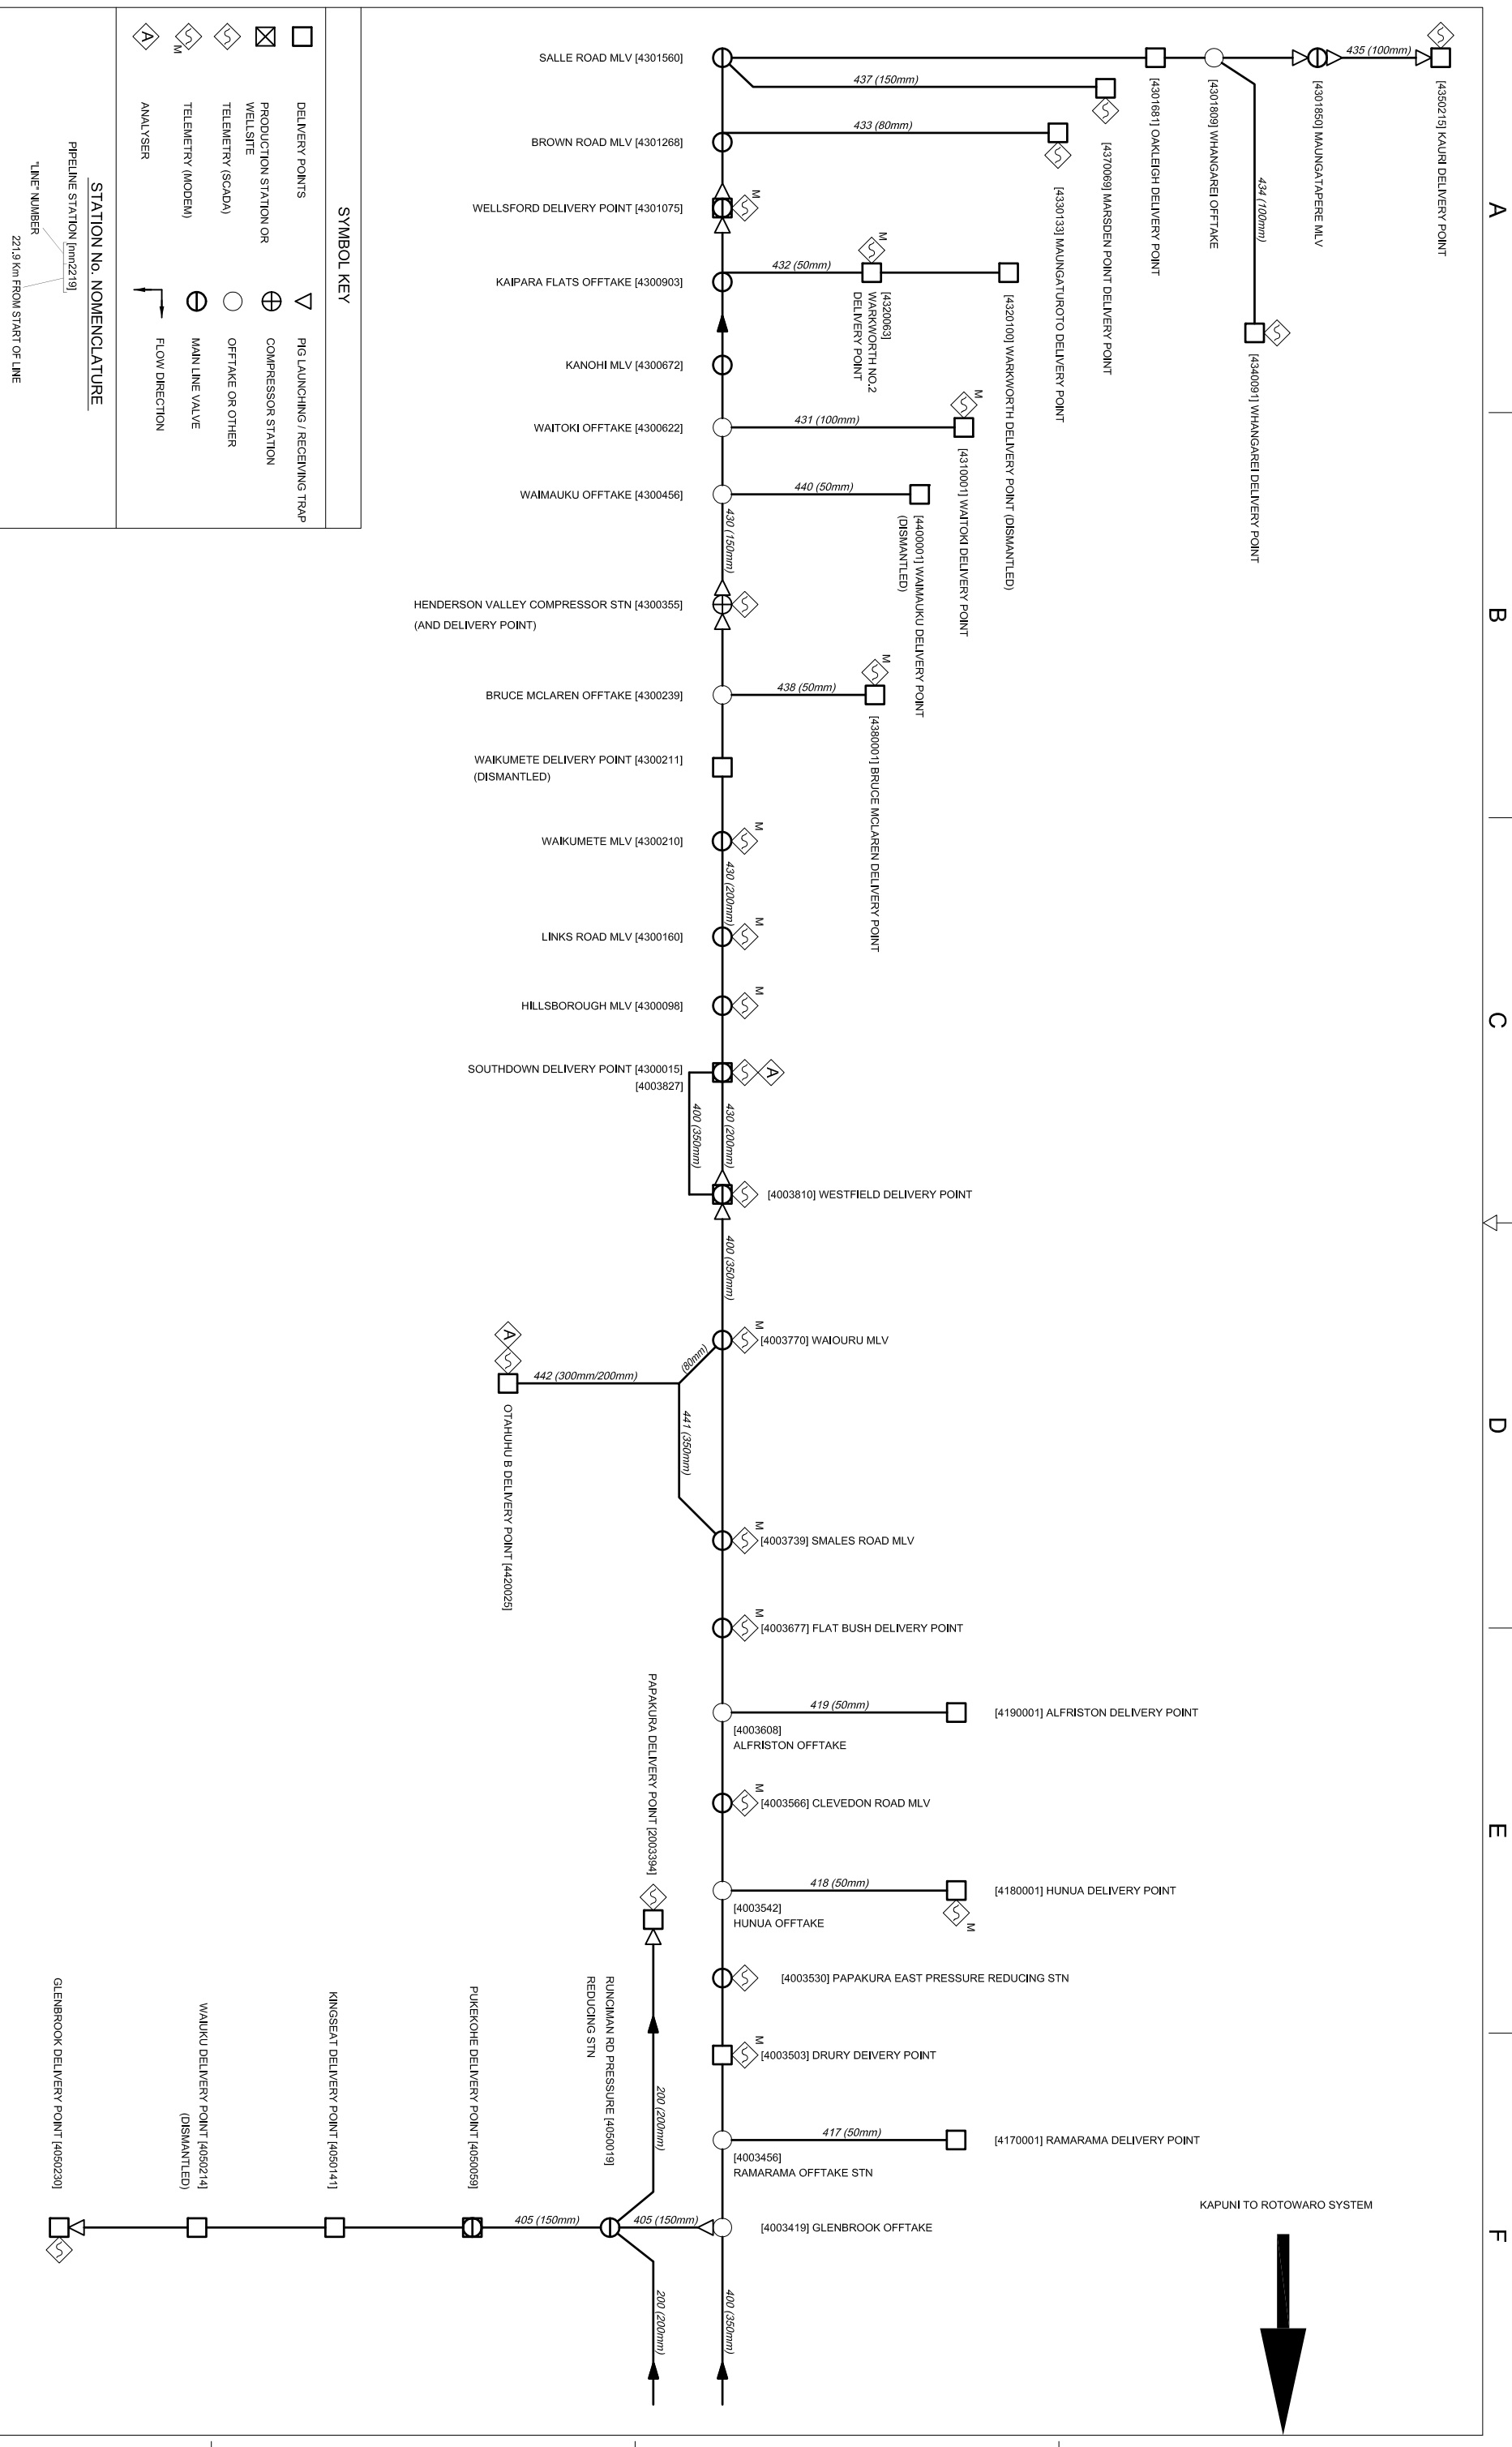 A
B
C
D
E
F
435 (100mm)
[4350215] KAURI DELIVERY POINT
[4301850] MAUNGATAPERE MLV
[4301809] WHANGAREI OFFTAKE
434 (100mm)
[4340091] WHANGAREI DELIVERY POINT
[4301681] OAKLEIGH DELIVERY POINT
SALLE ROAD MLV [4301560]
437 (150mm)
[4370069] MARSDEN POINT DELIVERY POINT
433 (80mm)
[4330133] MAUNGATUROTO DELIVERY POINT
BROWN ROAD MLV [4301268]
WELLSFORD DELIVERY POINT [4301075]
M
KAIPARA FLATS OFFTAKE [4300903]
432 (50mm)
M
[4320063]
WARKWORTH NO.2
DELIVERY POINT
[4320100] WARKWORTH DELIVERY POINT (DISMANTLED)
KANOHI MLV [4300672]
WAITOKI OFFTAKE [4300622]
431 (100mm)
M
[4310001] WAITOKI DELIVERY POINT
WAIMAUKU OFFTAKE [4300456]
440 (50mm)
[4400001] WAIMAUKU DELIVERY POINT
(DISMANTLED)
430 (150mm)
HENDERSON VALLEY COMPRESSOR STN [4300355]
(AND DELIVERY POINT)
BRUCE MCLAREN OFFTAKE [4300239]
438 (50mm)
M
[4380001] BRUCE MCLAREN DELIVERY POINT
WAIKUMETE DELIVERY POINT [4300211]
(DISMANTLED)
WAIKUMETE MLV [4300210]
M
430 (200mm)
LINKS ROAD MLV [4300160]
M
HILLSBOROUGH MLV [4300098]
M
SOUTHDOWN DELIVERY POINT [4300015]
[4003827]
A
400 (350mm)
430 (200mm)
[4003810] WESTFIELD DELIVERY POINT
400 (350mm)
M
[4003770] WAIOURU MLV
(80mm)
A
442 (300mm/200mm)
441 (350mm)
OTAHUHU B DELIVERY POINT [4420025]
M
[4003739] SMALES ROAD MLV
M
[4003677] FLAT BUSH DELIVERY POINT
419 (50mm)
[4190001] ALFRISTON DELIVERY POINT
[4003608]
ALFRISTON OFFTAKE
M
[4003566] CLEVEDON ROAD MLV
PAPAKURA DELIVERY POINT [2003394]
418 (50mm)
[4180001] HUNUA DELIVERY POINT
M
[4003542]
HUNUA OFFTAKE
[4003530] PAPAKURA EAST PRESSURE REDUCING STN
M
[4003503] DRURY DEIVERY POINT
417 (50mm)
[4170001] RAMARAMA DELIVERY POINT
[4003456]
RAMARAMA OFFTAKE STN
200 (200mm)
RUNCIMAN RD PRESSURE [4050019]
REDUCING STN
PUKEKOHE DELIVERY POINT [4050059]
KINGSEAT DELIVERY POINT [4050141]
WAIUKU DELIVERY POINT [4050214]
(DISMANTLED)
GLENBROOK DELIVERY POINT [4050230]
405 (150mm)
405 (150mm)
[4003419] GLENBROOK OFFTAKE
200 (200mm)
400 (350mm)
KAPUNI TO ROTOWARO SYSTEM
SYMBOL KEY
DELIVERY POINTS
PRODUCTION STATION OR
WELLSITE
TELEMETRY (SCADA)
M
TELEMETRY (MODEM)
A
ANALYSER
PIG LAUNCHING / RECEIVING TRAP
COMPRESSOR STATION
OFFTAKE OR OTHER
MAIN LINE VALVE
FLOW DIRECTION
STATION No. NOMENCLATURE
PIPELINE STATION [nnn2219]
"LINE" NUMBER
221.9 Km FROM START OF LINE